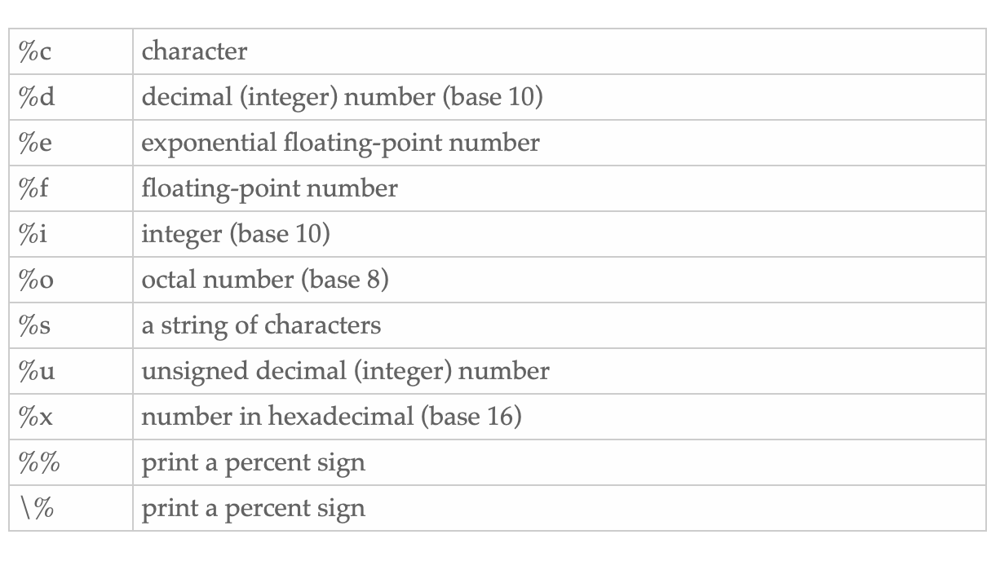 %c character
%d decimal (integer) number (base 10)
%e exponential floating-point number
%f floating-point number
%i integer (base 10)
%o octal number (base 8)
%s a string of characters
%u unsigned decimal (integer) number
%x number in hexadecimal (base 16)
%% print a percent sign
\% print a percent sign